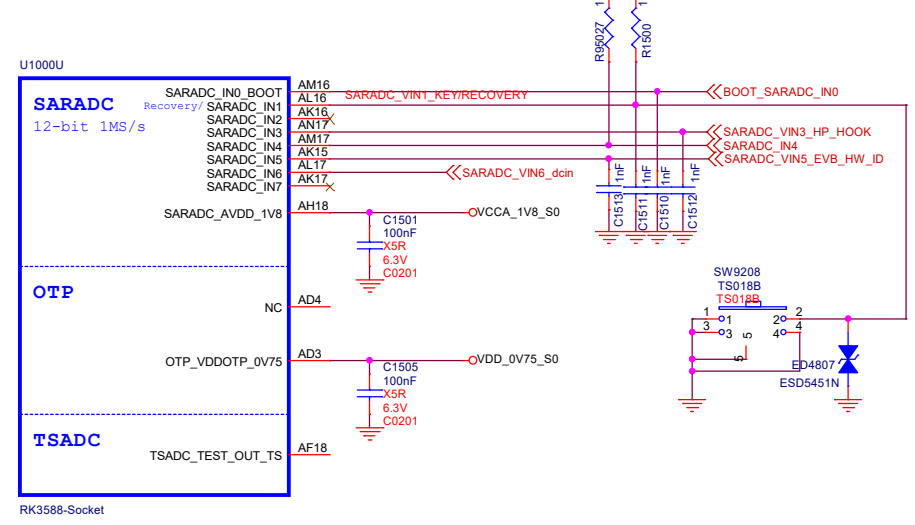 1
1
R95027
R1500
U1000U
SARADC
12-bit 1MS/s
SARADC_IN0_BOOT
AM16
BOOT_SARADC_IN0
Recovery/
SARADC_IN1
AL16
SARADC_VIN1_KEY/RECOVERY
SARADC_IN2
AK16
SARADC_IN3
AN17
SARADC_VIN3_HP_HOOK
SARADC_IN4
AM17
SARADC_IN4
SARADC_IN5
AK15
SARADC_VIN5_EVB_HW_ID
SARADC_IN6
AL17
SARADC_VIN6_dcin
SARADC_IN7
AK17
C1513
1nF
C1511
1nF
C1510
1nF
C1512
1nF
SARADC_AVDD_1V8
AH18
VCCA_1V8_S0
C1501
100nF
X5R
6.3V
C0201
OTP
NC
AD4
SW9208
TS018B
TS018B
1
1
2
2
3
3
4
4
5
5
ED4807
ESD5451N
OTP_VDDOTP_0V75
AD3
VDD_0V75_S0
C1505
100nF
X5R
6.3V
C0201
TSADC
TSADC_TEST_OUT_TS
AF18
RK3588-Socket